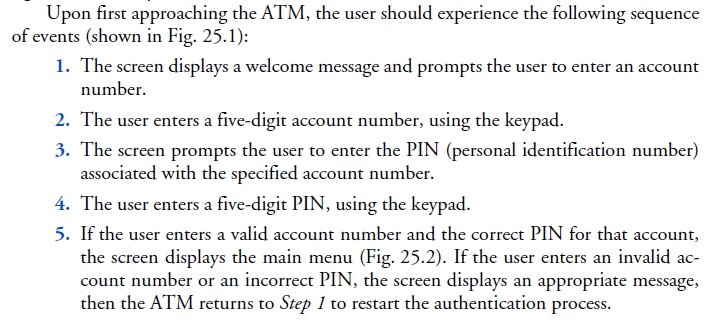 Upon first approaching the ATM, the user should experience the following sequence
of events (shown in Fig. 25.1):
1. The screen displays a welcome message and prompts the user to enter an account
number.
2. The user enters a five-digit account number, using the keypad.
3. The screen prompts the user to enter the PIN (personal identification number)
associated with the specified account number.
4. The user enters a five-digit PIN, using the keypad.
5. If the user enters a valid account number and the correct PIN for that account,
the screen displays the main menu (Fig. 25.2). If the user enters an invalid ac-
count number or an incorrect PIN, the screen displays an appropriate message,
then the ATM returns to Step 1 to restart the authentication process.